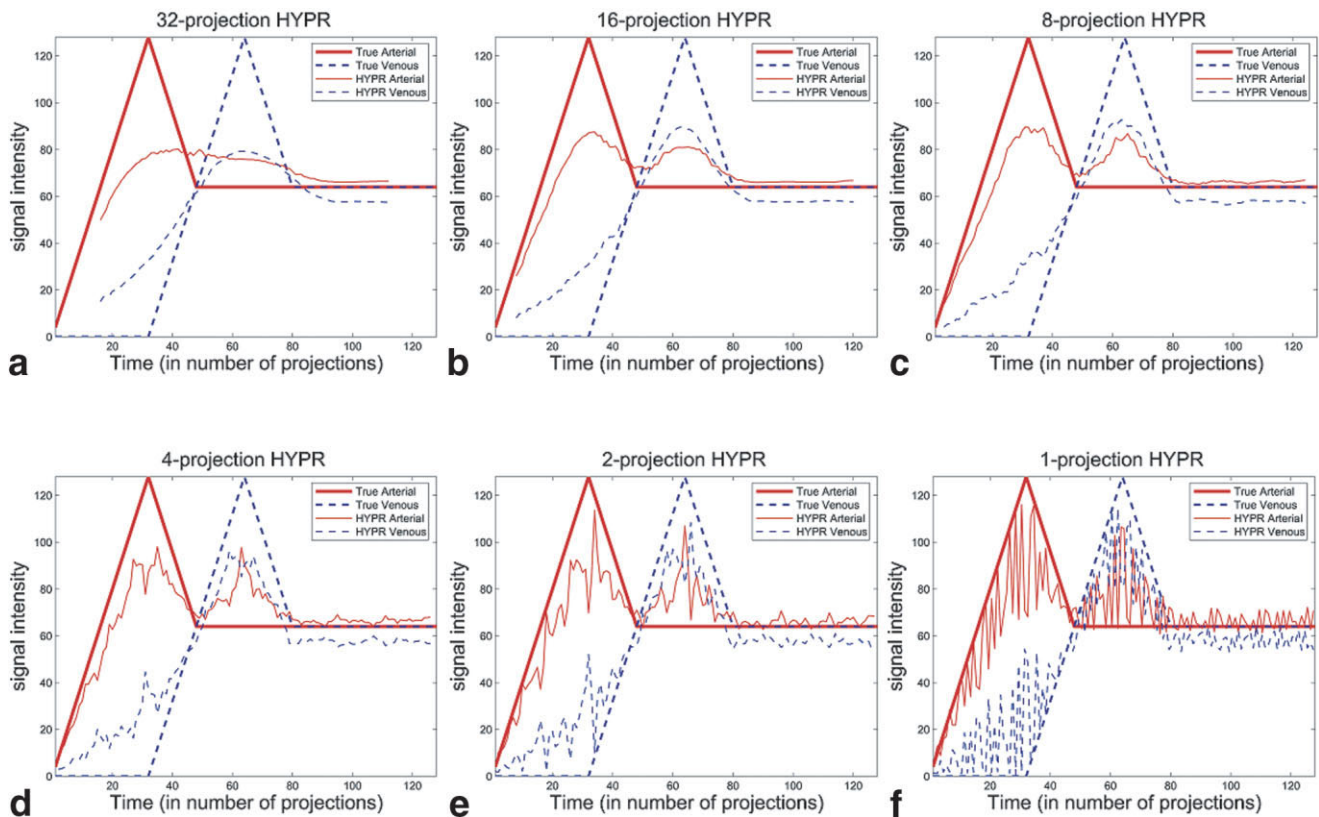 32-projection HYPR
signal intensity
120
100
80
60
40
20
0
True Arterial
True Venous
HYPR Arterial
HYPR Venous
20 40 60 80 100 120
Time (in number of projections)
a
16-projection HYPR
signal intensity
120
100
80
60
40
20
0
True Arterial
True Venous
HYPR Arterial
HYPR Venous
20 40 60 80 100 120
Time (in number of projections)
b
8-projection HYPR
signal intensity
120
100
80
60
40
20
0
True Arterial
True Venous
HYPR Arterial
HYPR Venous
20 40 60 80 100 120
Time (in number of projections)
c
4-projection HYPR
signal intensity
120
100
80
60
40
20
0
True Arterial
True Venous
HYPR Arterial
HYPR Venous
20 40 60 80 100 120
Time (in number of projections)
d
2-projection HYPR
signal intensity
120
100
80
60
40
20
0
True Arterial
True Venous
HYPR Arterial
HYPR Venous
20 40 60 80 100 120
Time (in number of projections)
e
1-projection HYPR
signal intensity
120
100
80
60
40
20
0
True Arterial
True Venous
HYPR Arterial
HYPR Venous
20 40 60 80 100 120
Time (in number of projections)
f